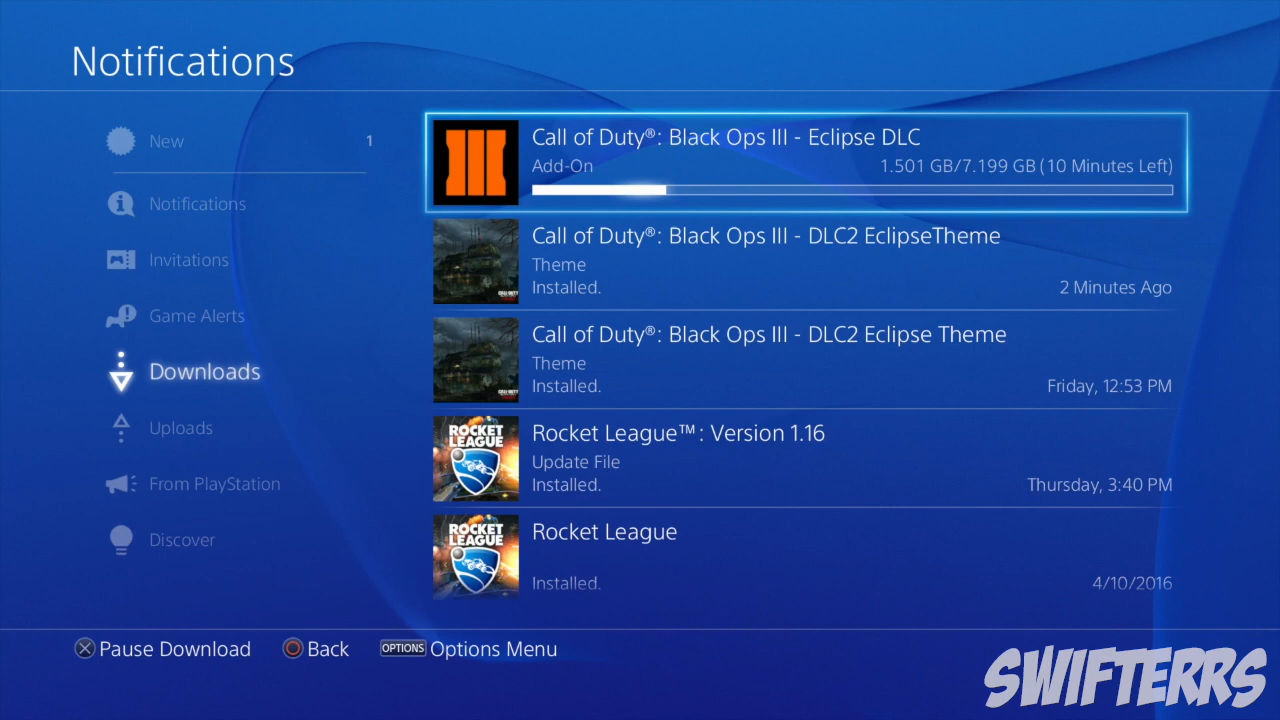 Notifications
New 1
Notifications
Invitations
Game Alerts
Downloads
Uploads
From PlayStation
Discover
Call of Duty®: Black Ops III - Eclipse DLC
Add-On 1.501 GB/7.199 GB (10 Minutes Left)
Call of Duty®: Black Ops III - DLC2 EclipseTheme
Theme
Installed. 2 Minutes Ago
Call of Duty®: Black Ops III - DLC2 Eclipse Theme
Theme
Installed. Friday, 12:53 PM
ROCKET
LEAGUE
Rocket League™: Version 1.16
Update File
Installed. Thursday, 3:40 PM
ROCKET
LEAGUE
Rocket League
Installed. 4/10/2016
Pause Download Back OPTIONS Options Menu
SWIFTERRS